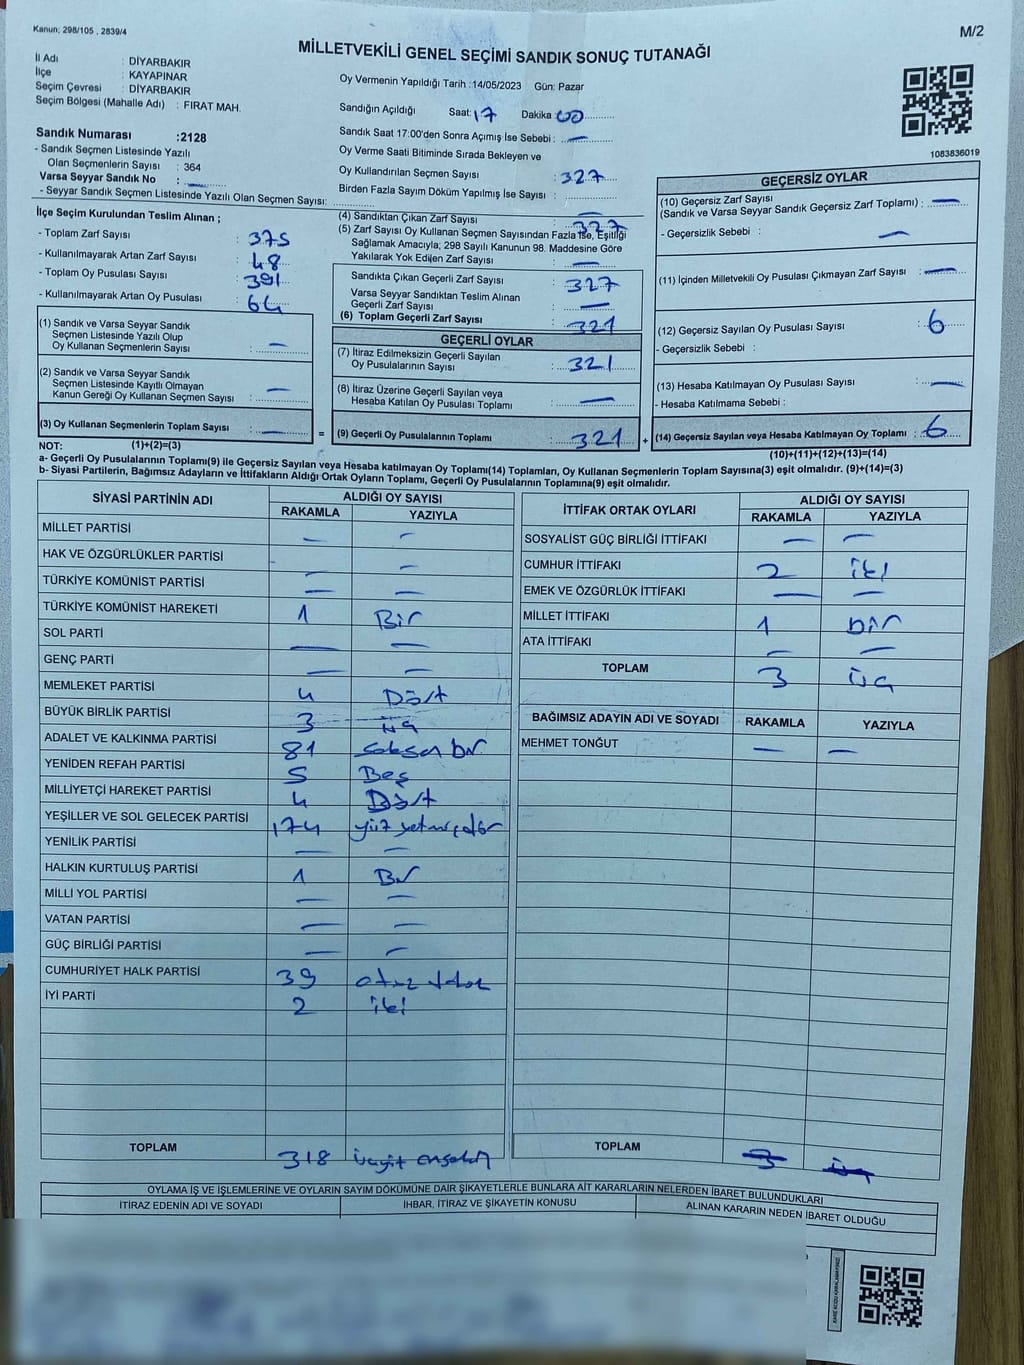 Kanun; 298/105 , 2839/4
M/2
MİLLETVEKİLİ GENEL SEÇİMİ SANDIK SONUÇ TUTANAĞI
İl Adı : DİYARBAKIR
İlçe : KAYAPINAR
Seçim Çevresi : DİYARBAKIR
Seçim Bölgesi (Mahalle Adı) : FIRAT MAH.
Sandık Numarası :2128
- Sandık Seçmen Listesinde Yazılı
Olan Seçmenlerin Sayısı : 364
Varsa Seyyar Sandık No : —
- Seyyar Sandık Seçmen Listesinde Yazılı Olan Seçmen Sayısı:
Oy Vermenin Yapıldığı Tarih :14/05/2023 Gün: Pazar
Sandığın Açıldığı Saat: 17 Dakika: 00
Sandık Saat 17:00'den Sonra Açımış İse Sebebi : —
Oy Verme Saati Bitiminde Sırada Bekleyen ve
Oy Kullandırılan Seçmen Sayısı : 327
Birden Fazla Sayım Döküm Yapılmış İse Sayısı : —
1083836019
İlçe Seçim Kurulundan Teslim Alınan ;
- Toplam Zarf Sayısı : 375
- Kullanılmayarak Artan Zarf Sayısı : 48
- Toplam Oy Pusulası Sayısı : 391
- Kullanılmayarak Artan Oy Pusulası : 64
(1) Sandık ve Varsa Seyyar Sandık
Seçmen Listesinde Yazılı Olup
Oy Kullanan Seçmenlerin Sayısı : —
(2) Sandık ve Varsa Seyyar Sandık
Seçmen Listesinde Kayıtlı Olmayan
Kanun Gereği Oy Kullanan Seçmen Sayısı : —
(3) Oy Kullanan Seçmenlerin Toplam Sayısı : —
(4) Sandıktan Çıkan Zarf Sayısı : 327
(5) Zarf Sayısı Oy Kullanan Seçmen Sayısından Fazla İse, Eşitliği
Sağlamak Amacıyla; 298 Sayılı Kanunun 98. Maddesine Göre
Yakılarak Yok Edilen Zarf Sayısı : —
Sandıkta Çıkan Geçerli Zarf Sayısı : 327
Varsa Seyyar Sandıktan Teslim Alınan
Geçerli Zarf Sayısı : —
(6) Toplam Geçerli Zarf Sayısı : 321
GEÇERLİ OYLAR
(7) İtiraz Edilmeksizin Geçerli Sayılan
Oy Pusulalarının Sayısı : 321
(8) İtiraz Üzerine Geçerli Sayılan veya
Hesaba Katılan Oy Pusulası Toplamı : —
= (9) Geçerli Oy Pusulalarının Toplamı : 321 +
GEÇERSİZ OYLAR
(10) Geçersiz Zarf Sayısı
(Sandık ve Varsa Seyyar Sandık Geçersiz Zarf Toplamı) : —
- Geçersizlik Sebebi : —
(11) İçinden Milletvekili Oy Pusulası Çıkmayan Zarf Sayısı : —
(12) Geçersiz Sayılan Oy Pusulası Sayısı : 6
- Geçersizlik Sebebi :
(13) Hesaba Katılmayan Oy Pusulası Sayısı : —
- Hesaba Katılmama Sebebi :
(14) Geçersiz Sayılan veya Hesaba Katılmayan Oy Toplamı : 6
NOT: (1)+(2)=(3)
(10)+(11)+(12)+(13)=(14)
a- Geçerli Oy Pusulalarının Toplamı(9) ile Geçersiz Sayılan veya Hesaba katılmayan Oy Toplamı(14) Toplamları, Oy Kullanan Seçmenlerin Toplam Sayısına(3) eşit olmalıdır. (9)+(14)=(3)
b- Siyasi Partilerin, Bağımsız Adayların ve İttifakların Aldığı Ortak Oyların Toplamı, Geçerli Oy Pusulalarının Toplamına(9) eşit olmalıdır.
SİYASİ PARTİNİN ADI ALDIĞI OY SAYISI
RAKAMLA YAZIYLA
MİLLET PARTİSİ — —
HAK VE ÖZGÜRLÜKLER PARTİSİ — —
TÜRKİYE KOMÜNİST PARTİSİ — —
TÜRKİYE KOMÜNİST HAREKETİ 1 Bir
SOL PARTİ — —
GENÇ PARTİ — —
MEMLEKET PARTİSİ 4 Dört
BÜYÜK BİRLİK PARTİSİ 3 üç
ADALET VE KALKINMA PARTİSİ 81 seksen bir
YENİDEN REFAH PARTİSİ 5 Beş
MİLLİYETÇİ HAREKET PARTİSİ 4 Dört
YEŞİLLER VE SOL GELECEK PARTİSİ 174 yüz yetmiş dör
YENİLİK PARTİSİ — —
HALKIN KURTULUŞ PARTİSİ 1 Bir
MİLLİ YOL PARTİSİ — —
VATAN PARTİSİ — —
GÜÇ BİRLİĞİ PARTİSİ — —
CUMHURİYET HALK PARTİSİ 39 otuz dokuz
İYİ PARTİ 2 iki
TOPLAM 318 üçyüz onsekiz
İTTİFAK ORTAK OYLARI ALDIĞI OY SAYISI
RAKAMLA YAZIYLA
SOSYALİST GÜÇ BİRLİĞİ İTTİFAKI — —
CUMHUR İTTİFAKI 2 iki
EMEK VE ÖZGÜRLÜK İTTİFAKI — —
MİLLET İTTİFAKI 1 bir
ATA İTTİFAKI — —
TOPLAM 3 üç
BAĞIMSIZ ADAYIN ADI VE SOYADI RAKAMLA YAZIYLA
MEHMET TONĞUT — —
TOPLAM 3 üç
OYLAMA İŞ VE İŞLEMLERİNE VE OYLARIN SAYIM DÖKÜMÜNE DAİR ŞİKAYETLERLE BUNLARA AİT KARARLARIN NELERDEN İBARET BULUNDUKLARI
İTİRAZ EDENİN ADI VE SOYADI İHBAR, İTİRAZ VE ŞİKAYETİN KONUSU ALINAN KARARIN NEDEN İBARET OLDUĞU